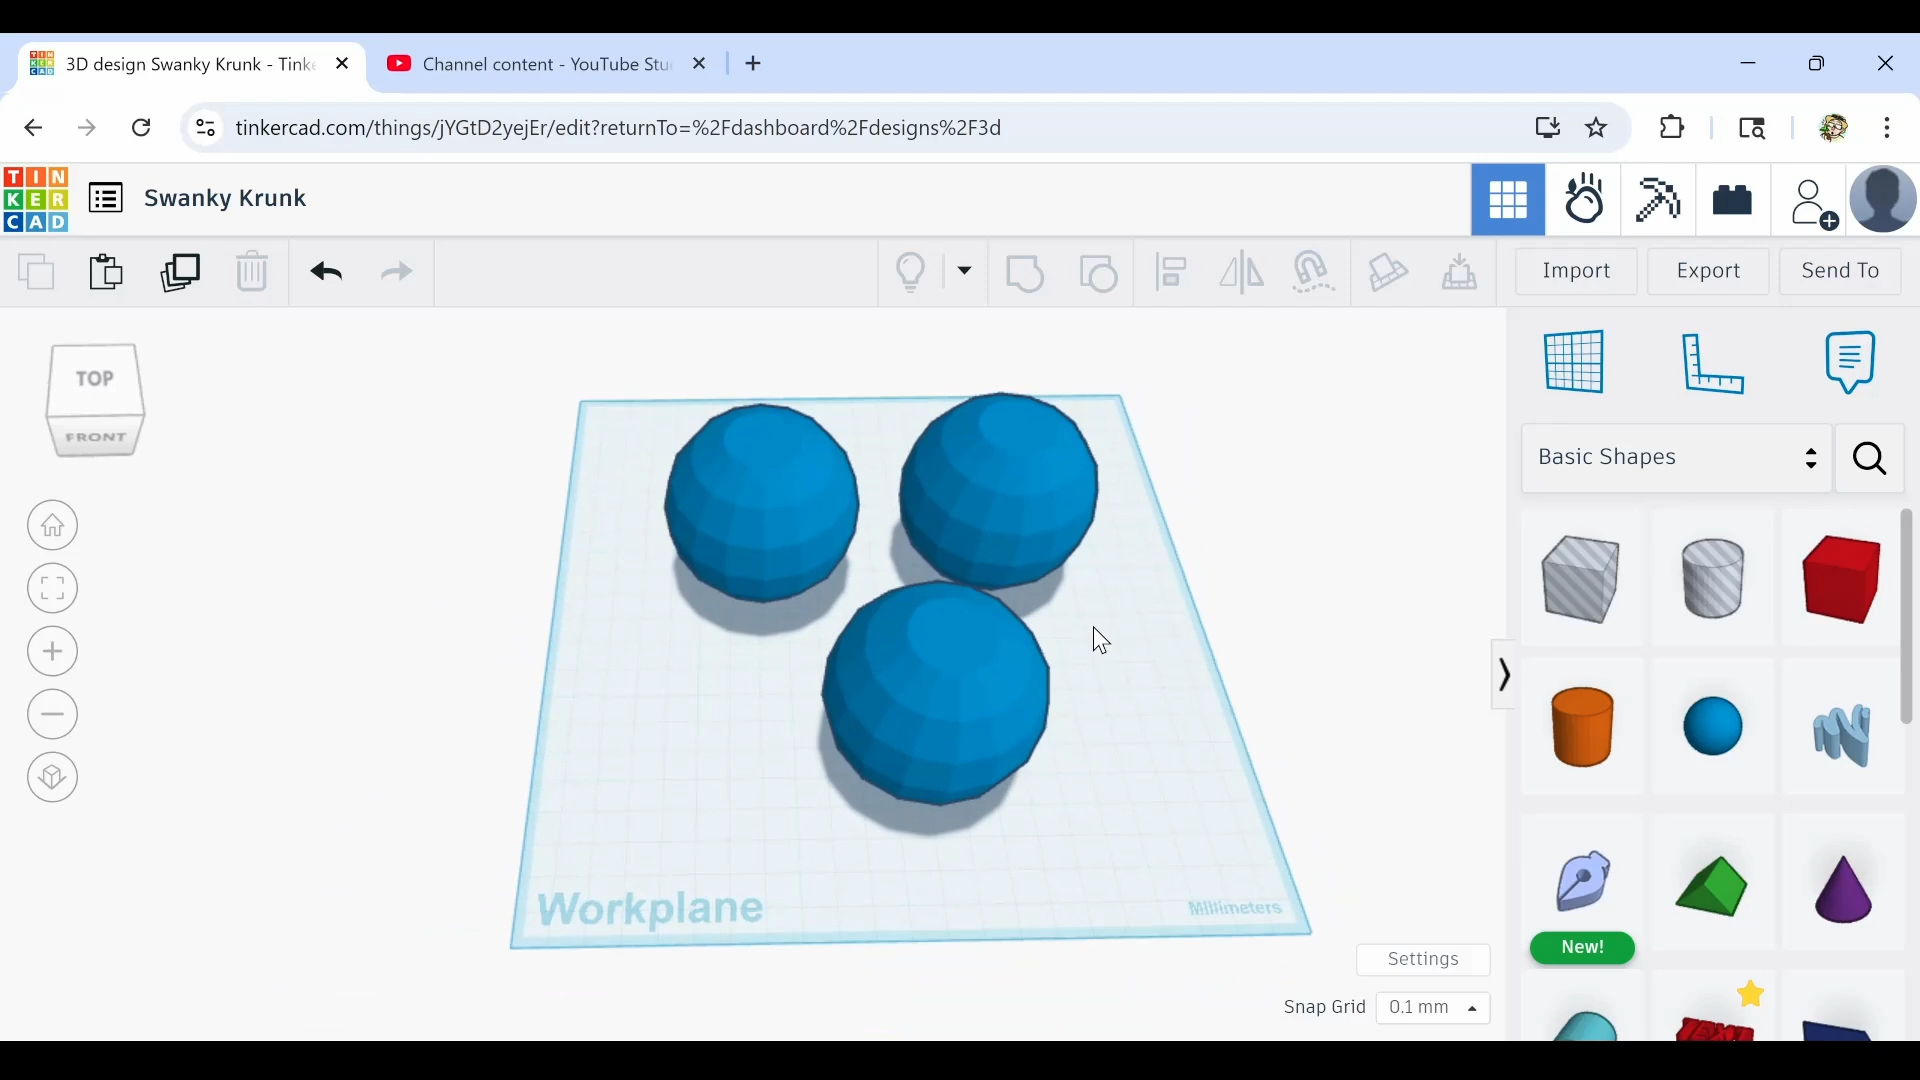 3D design Swanky Krunk - Tinke
Channel content - YouTube Stu
tinkercad.com/things/jYGtD2yejEr/edit?returnTo=%2Fdashboard%2Fdesigns%2F3d
TIN
KER
CAD
Swanky Krunk
Import
Export
Send To
TOP
FRONT
Basic Shapes
Workplane
Millimeters
New!
Settings
Snap Grid
0.1 mm